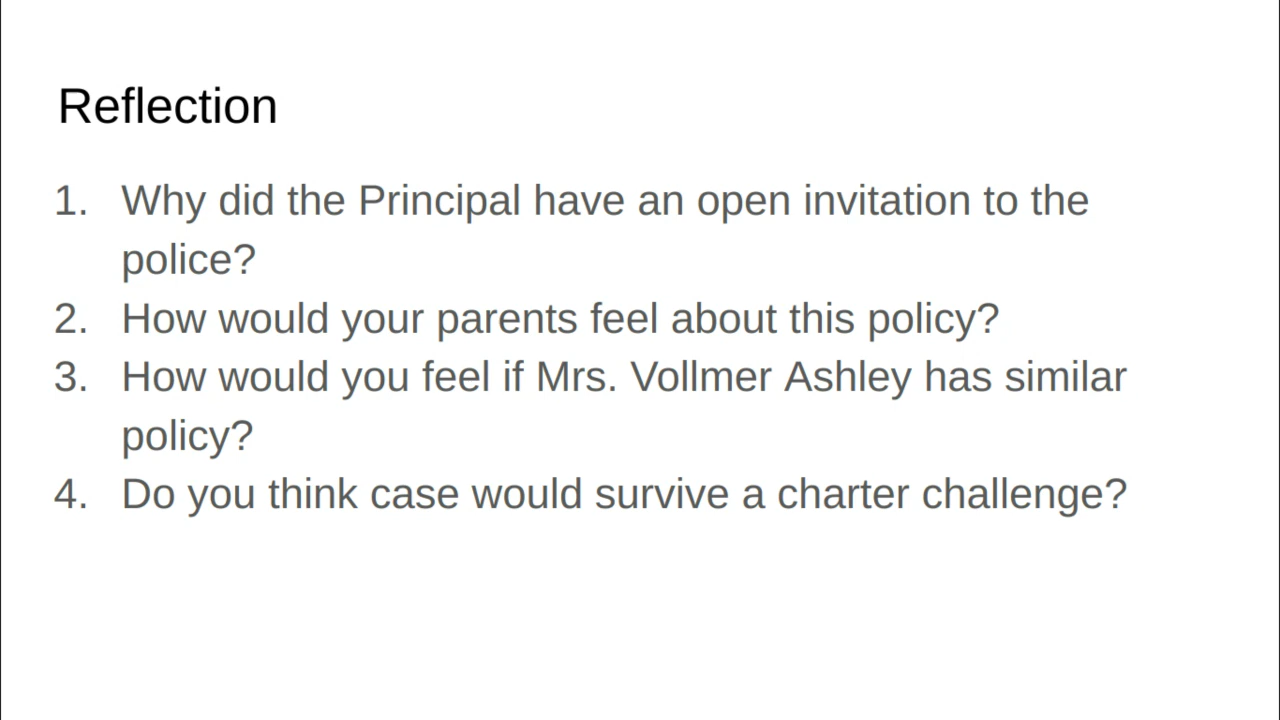 Reflection
1. Why did the Principal have an open invitation to the
police?
2. How would your parents feel about this policy?
3. How would you feel if Mrs. Vollmer Ashley has similar
policy?
4. Do you think case would survive a charter challenge?